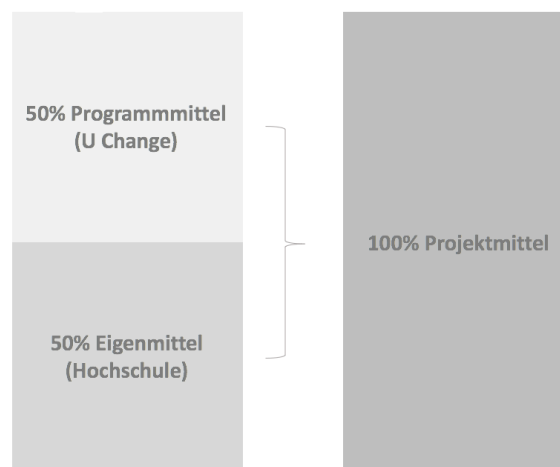 50% Programmmittel
(U Change)
100% Projektmittel
50% Eigenmittel
(Hochschule)